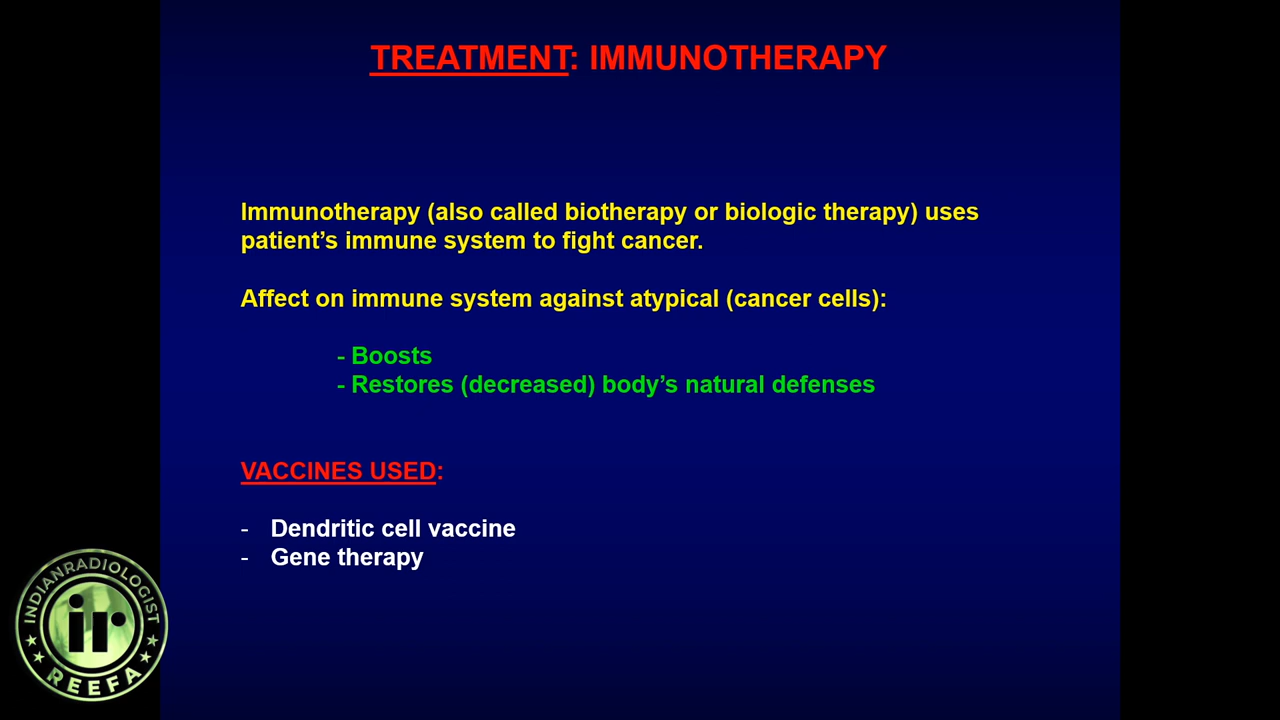 TREATMENT: IMMUNOTHERAPY
Immunotherapy (also called biotherapy or biologic therapy) uses
patient’s immune system to fight cancer.
Affect on immune system against atypical (cancer cells):
- Boosts
- Restores (decreased) body’s natural defenses
VACCINES USED:
- Dendritic cell vaccine
- Gene therapy
INDIANRADIOLOGIST
ir
REEFA